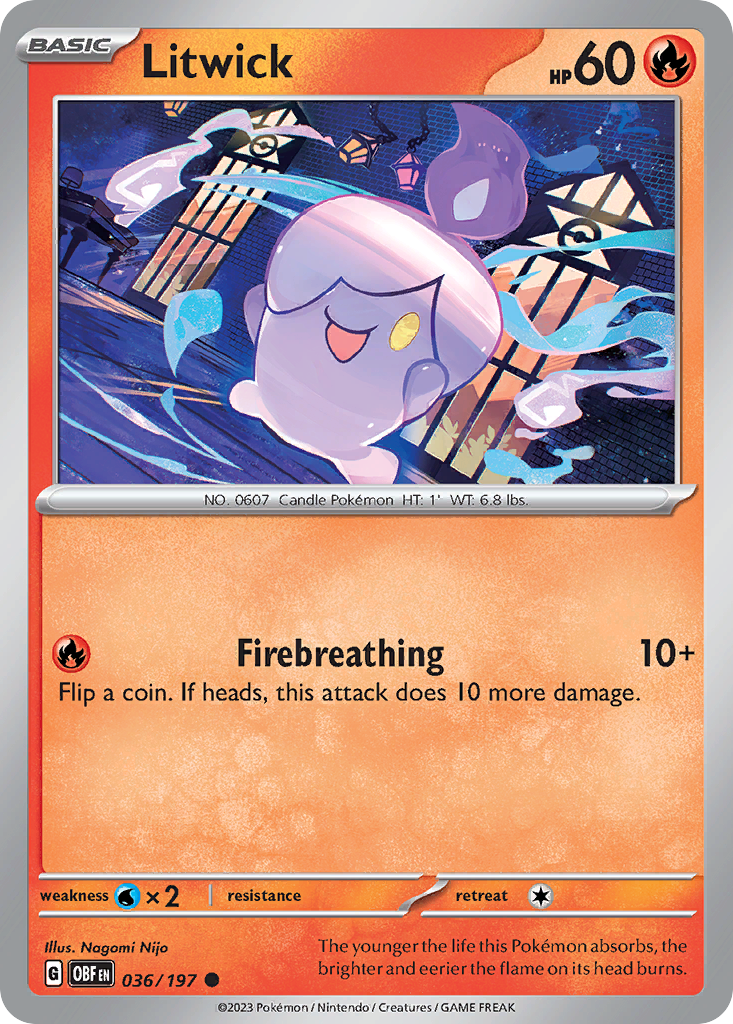 BASIC
Litwick
HP60
NO. 0607 Candle Pokémon HT: 1' WT: 6.8 lbs.
Firebreathing 10+
Flip a coin. If heads, this attack does 10 more damage.
weakness ×2 resistance retreat
Illus. Nagomi Nijo
The younger the life this Pokémon absorbs, the
brighter and eerier the flame on its head burns.
G OBF EN 036/197
©2023 Pokémon / Nintendo / Creatures / GAME FREAK